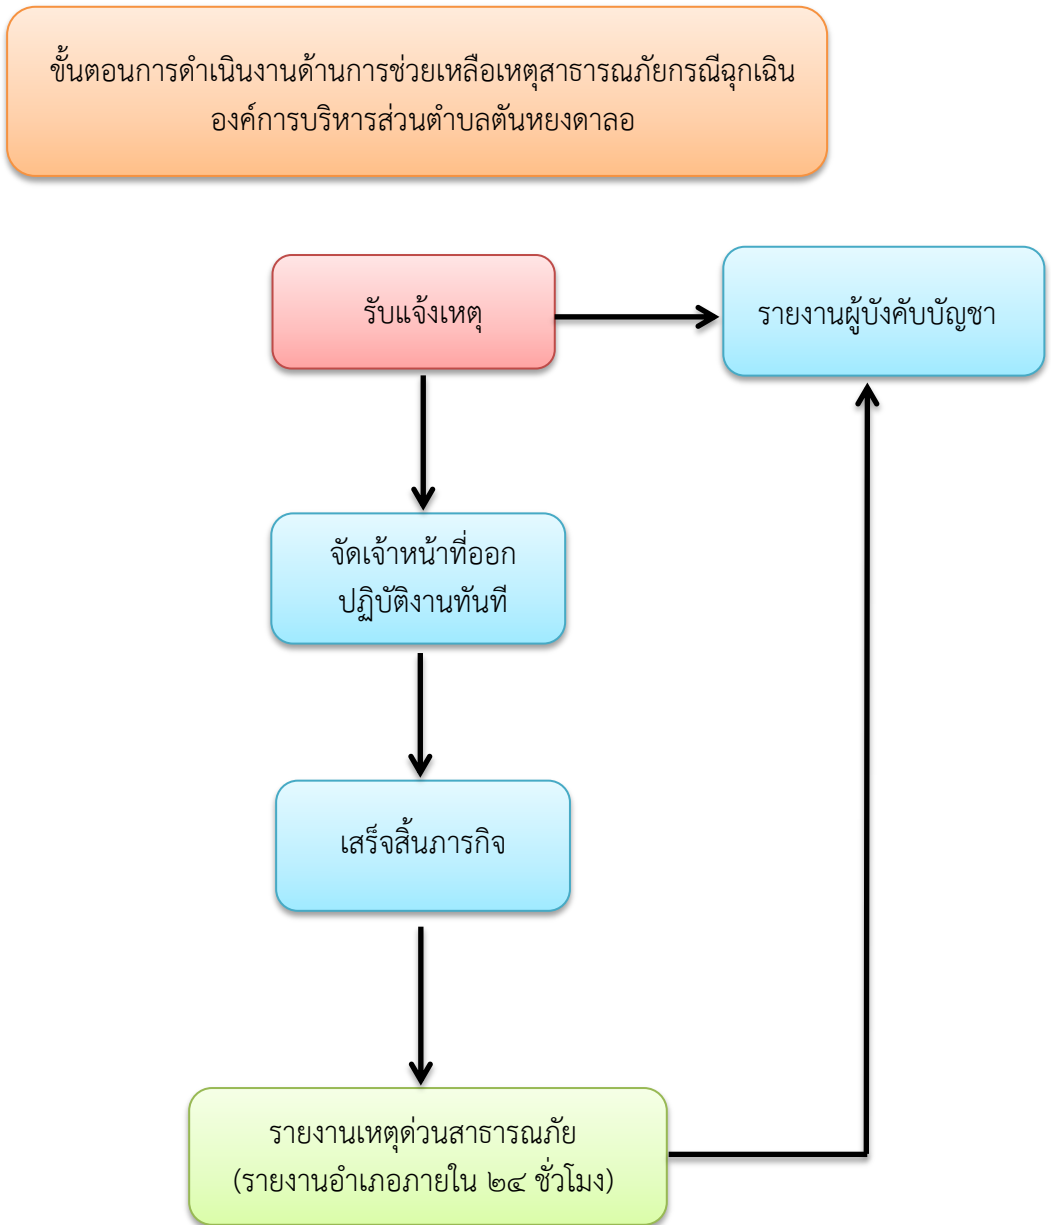 ขั้นตอนการดำเนินงานด้านการช่วยเหลือเหตุสาธารณภัยกรณีฉุกเฉิน
องค์การบริหารส่วนตำบลตันหยงดาลอ
รับแจ้งเหตุ
รายงานผู้บังคับบัญชา
จัดเจ้าหน้าที่ออก
ปฏิบัติงานทันที
เสร็จสิ้นภารกิจ
รายงานเหตุด่วนสาธารณภัย
(รายงานอำเภอภายใน ๒๔ ชั่วโมง)